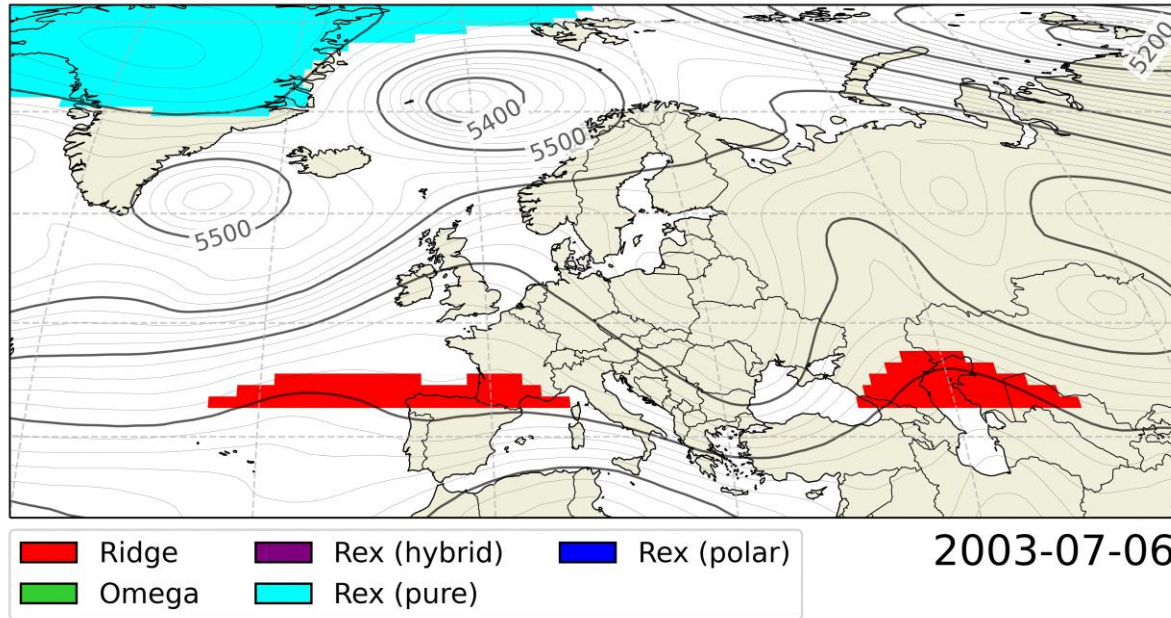 5200
5400
5500
5500
Ridge
Rex (hybrid)
Rex (polar)
2003-07-06
Omega
Rex (pure)